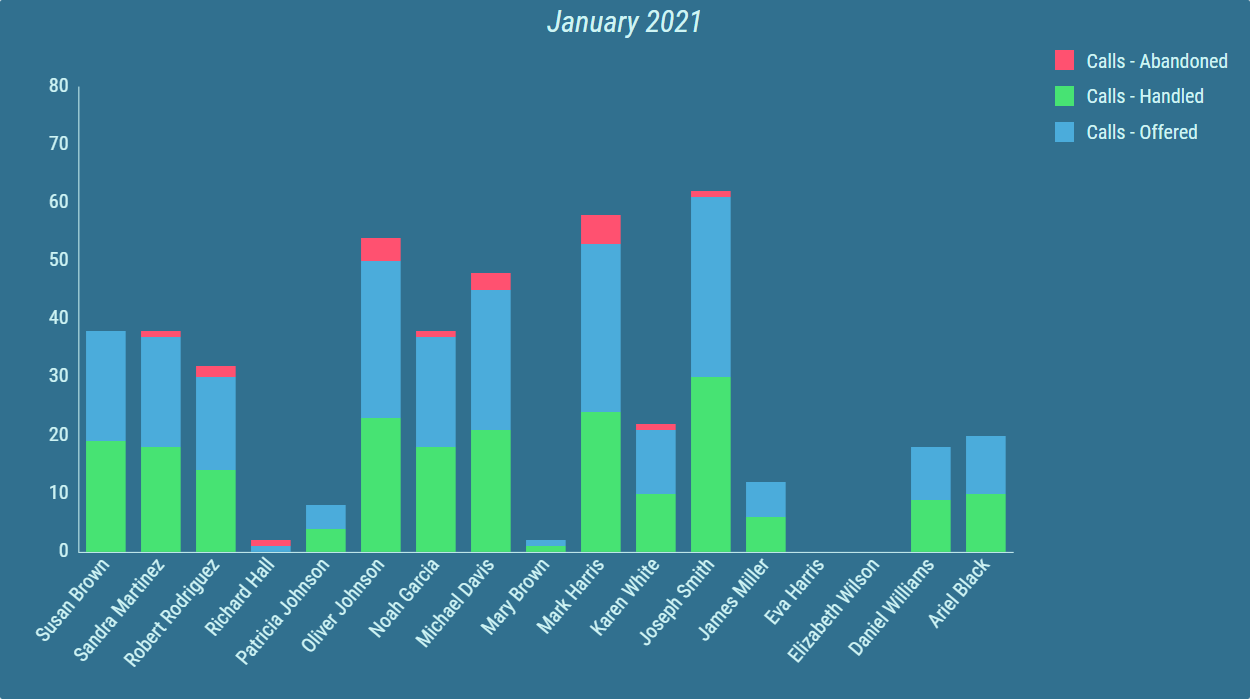 January 2021
Calls - Abandoned
Calls - Handled
Calls - Offered
80
70
60
50
40
30
20
10
0
Susan Brown
Sandra Martinez
Robert Rodriguez
Richard Hall
Patricia Johnson
Oliver Johnson
Noah Garcia
Michael Davis
Mary Brown
Mark Harris
Karen White
Joseph Smith
James Miller
Eva Harris
Elizabeth Wilson
Daniel Williams
Ariel Black